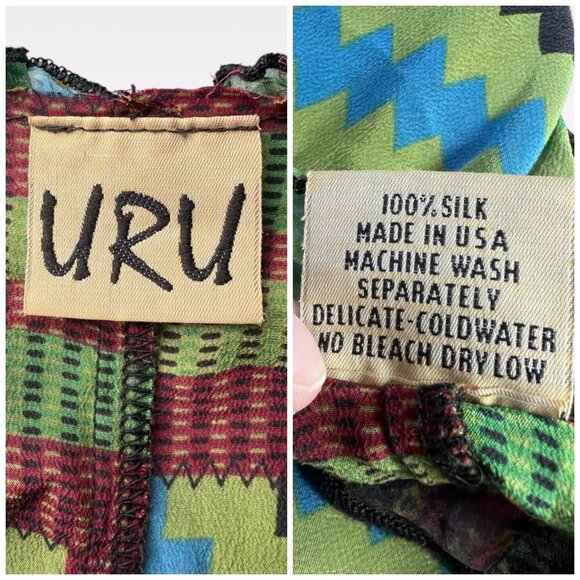 URU
100% SILK
MADE IN USA
MACHINE WASH
SEPARATELY
DELICATE-COLDWATER
NO BLEACH DRY LOW